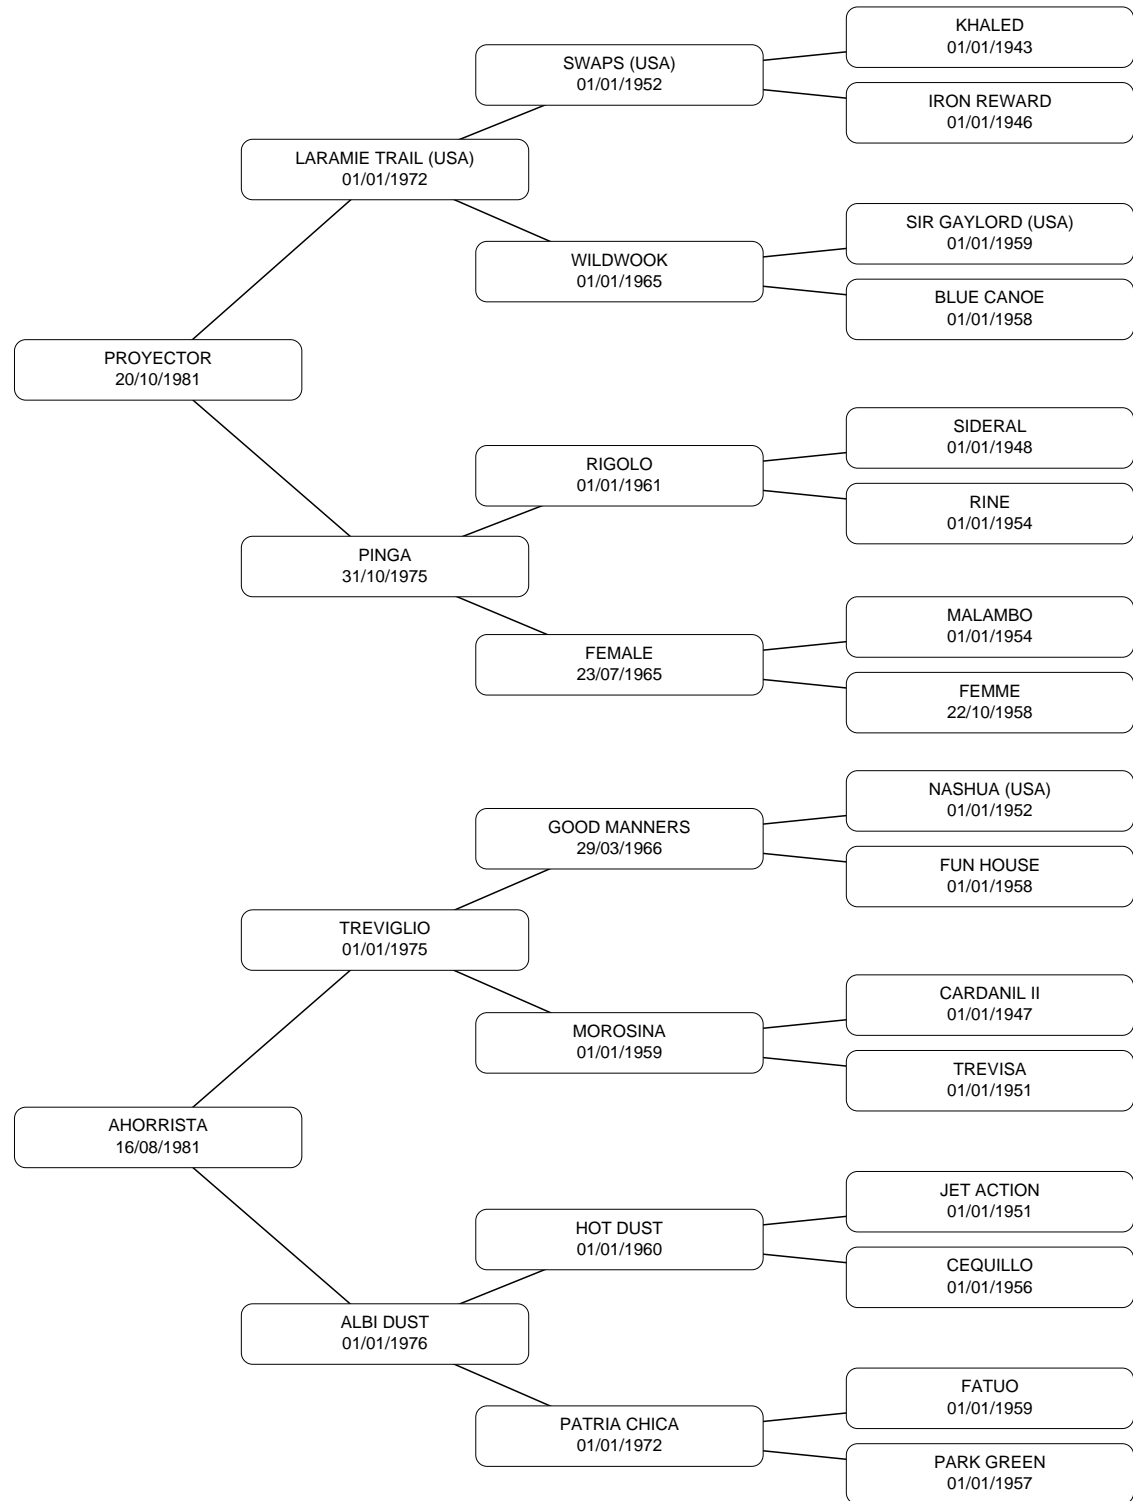 KHALED
01/01/1943
SWAPS (USA)
01/01/1952
IRON REWARD
01/01/1946
LARAMIE TRAIL (USA)
01/01/1972
SIR GAYLORD (USA)
01/01/1959
WILDWOOK
01/01/1965
BLUE CANOE
01/01/1958
PROYECTOR
20/10/1981
SIDERAL
01/01/1948
RIGOLO
01/01/1961
RINE
01/01/1954
PINGA
31/10/1975
MALAMBO
01/01/1954
FEMALE
23/07/1965
FEMME
22/10/1958
NASHUA (USA)
01/01/1952
GOOD MANNERS
29/03/1966
FUN HOUSE
01/01/1958
TREVIGLIO
01/01/1975
CARDANIL II
01/01/1947
MOROSINA
01/01/1959
TREVISA
01/01/1951
AHORRISTA
16/08/1981
JET ACTION
01/01/1951
HOT DUST
01/01/1960
CEQUILLO
01/01/1956
ALBI DUST
01/01/1976
FATUO
01/01/1959
PATRIA CHICA
01/01/1972
PARK GREEN
01/01/1957